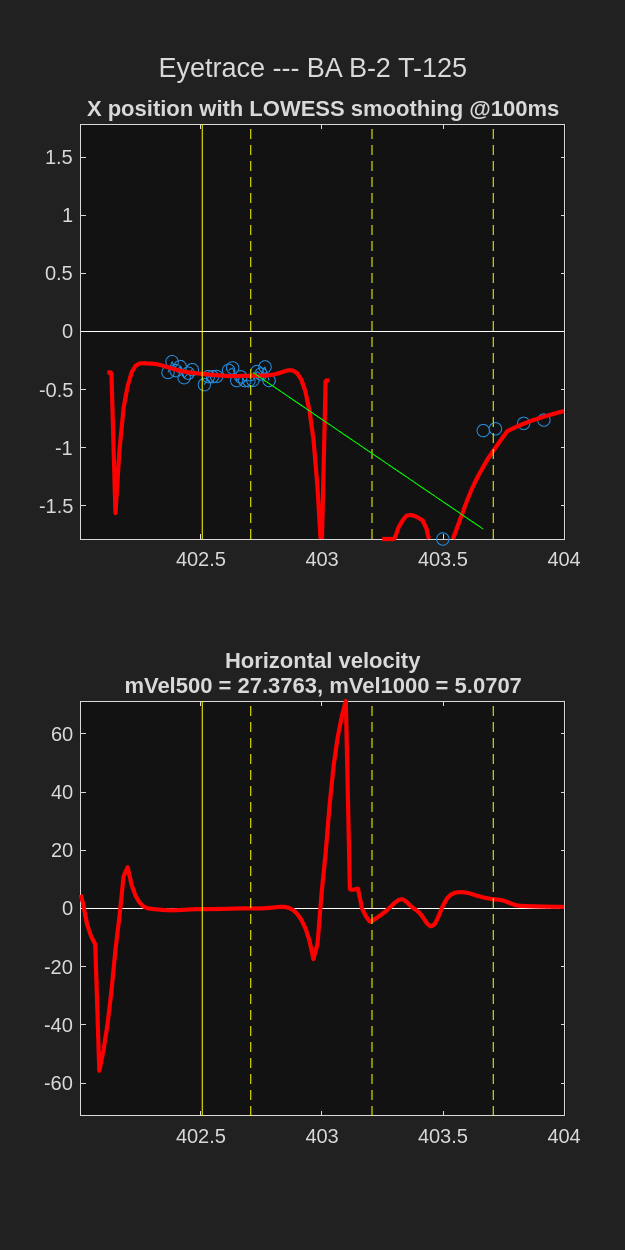 Eyetrace --- BA B-2 T-125
X position with LOWESS smoothing @100ms
1.5
1
0.5
0
-0.5
-1
-1.5
402.5 403 403.5 404
Horizontal velocity
mVel500 = 27.3763, mVel1000 = 5.0707
60
40
20
0
-20
-40
-60
402.5 403 403.5 404